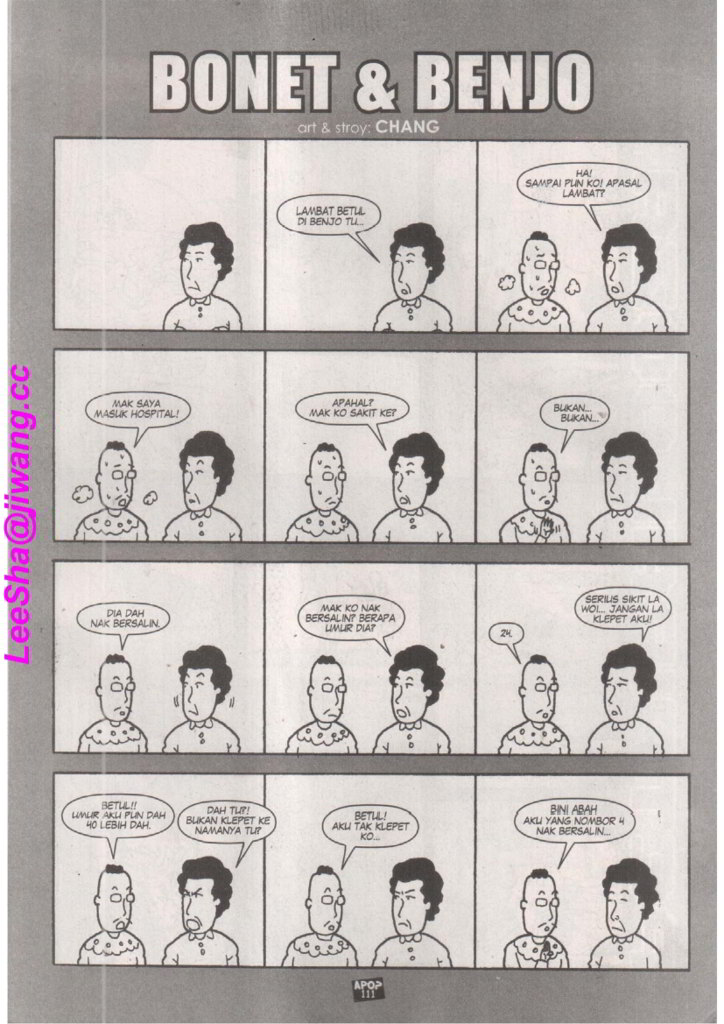 BONET & BENJO
art & stroy: CHANG
LAMBAT BETUL
DI BENJO TU...
HA!
SAMPAI PUN KO! APASAL
LAMBAT?
MAK SAYA
MASUK HOSPITAL!
APAHAL?
MAK KO SAKIT KE?
BUKAN...
BUKAN...
DIA DAH
NAK BERSALIN.
MAK KO NAK
BERSALIN? BERAPA
UMUR DIA?
24.
SERIUS SIKIT LA
WOI... JANGAN LA
KLEPET AKU!
BETUL!!
UMUR AKU PUN DAH
40 LEBIH DAH.
DAH TU?!
BUKAN KLEPET KE
NAMANYA TU?
BETUL!
AKU TAK KLEPET
KO...
BINI ABAH
AKU YANG NOMBOR 4
NAK BERSALIN...
APOP
111
LeeSha@jiwang.cc